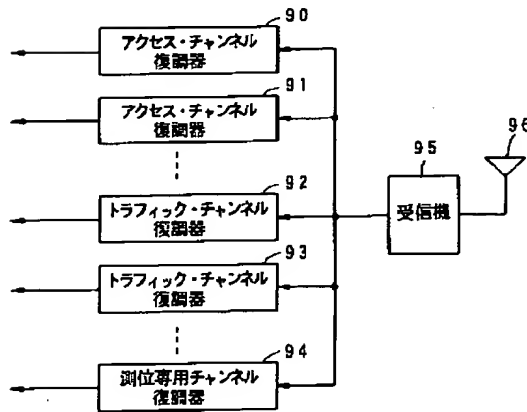 90
アクセス・チャンネル
復調器
91
アクセス・チャンネル
復調器
92
トラフィック・チャンネル
復調器
93
トラフィック・チャンネル
復調器
94
測位専用チャンネル
復調器
95
受信機
96